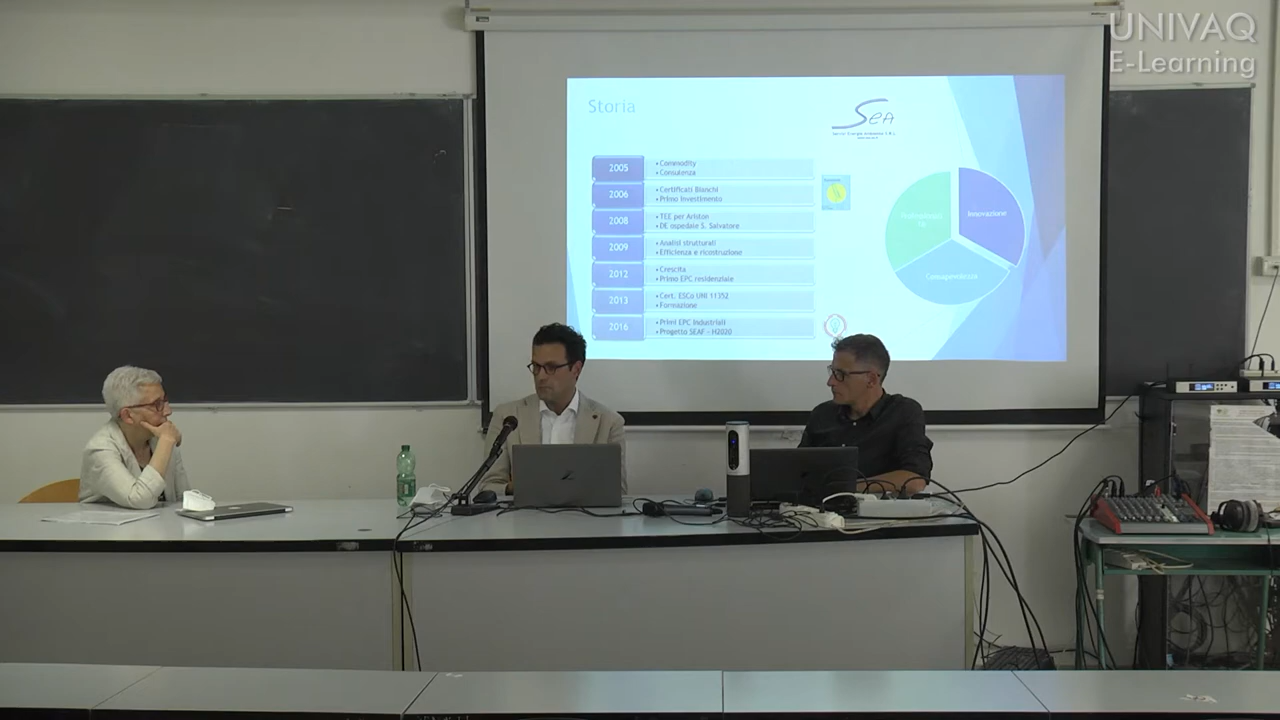 UNIVAQ
E-Learning
Storia
SeA
2005
• Commodity
• Consulenza
2006
• Certificati Bianchi
• Primo investimento
2008
• TEE per Ariston
• DE ospedale S. Salvatore
2009
• Analisi strutturali
• Efficienza e ricostruzione
2012
• Crescita
• Primo EPC residenziale
2013
• Cert. ESCo UNI 11352
• Formazione
2016
• Primi EPC Industriali
• Progetto SEAF - H2020
Innovazione
Consapevolezza